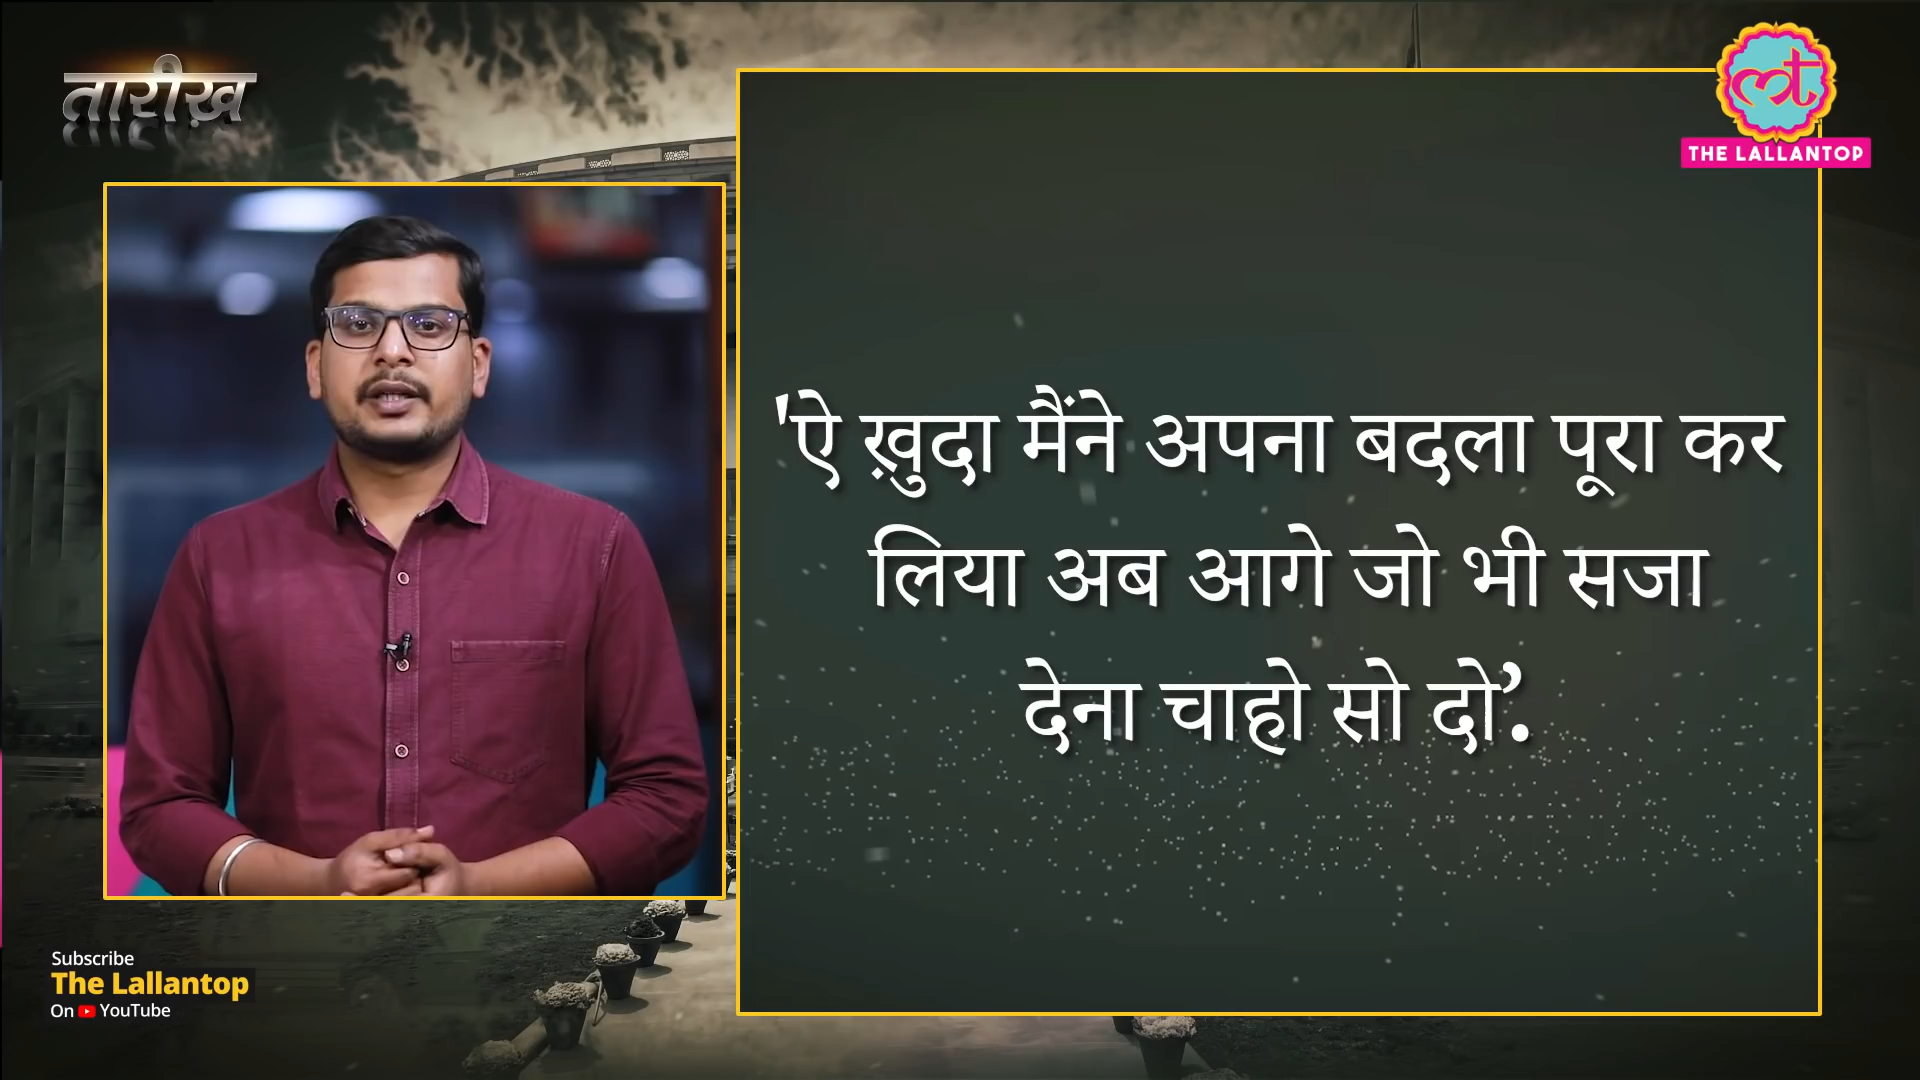 तारीख़
THE LALLANTOP
'ऐ ख़ुदा मैंने अपना बदला पूरा कर
लिया अब आगे जो भी सजा
देना चाहो सो दो’.
Subscribe
The Lallantop
On YouTube